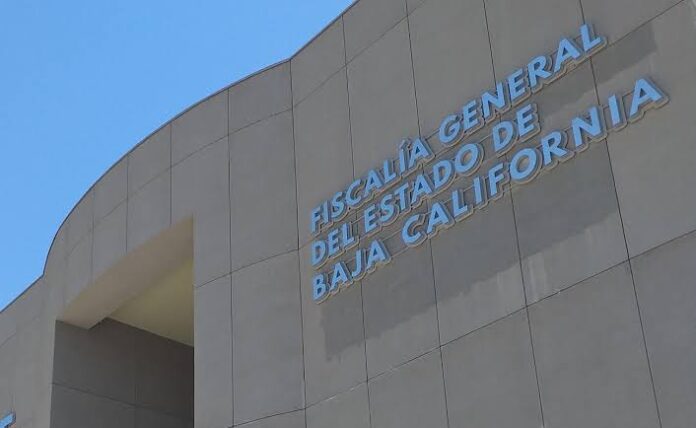 FISCALÍA GENERAL
DEL ESTADO DE
BAJA CALIFORNIA